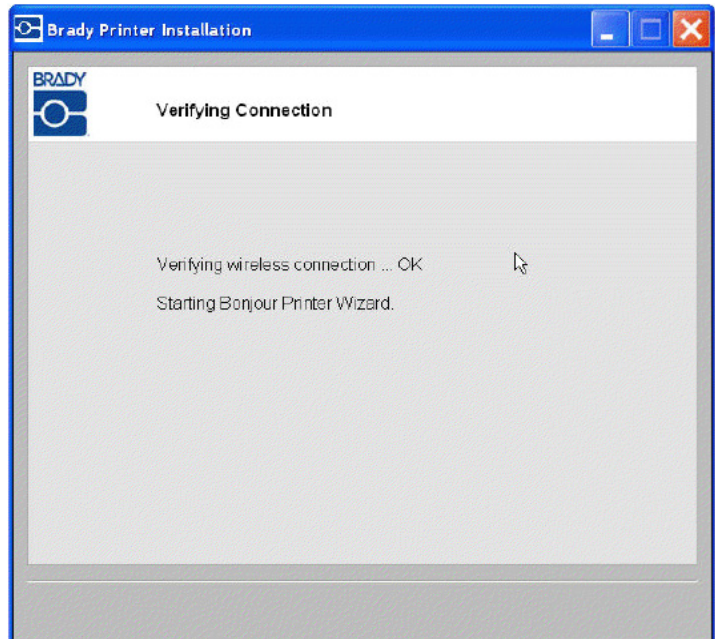 Brady Printer Installation
BRADY
Verifying Connection
Verifying wireless connection ... OK
Starting Bonjour Printer Wizard.